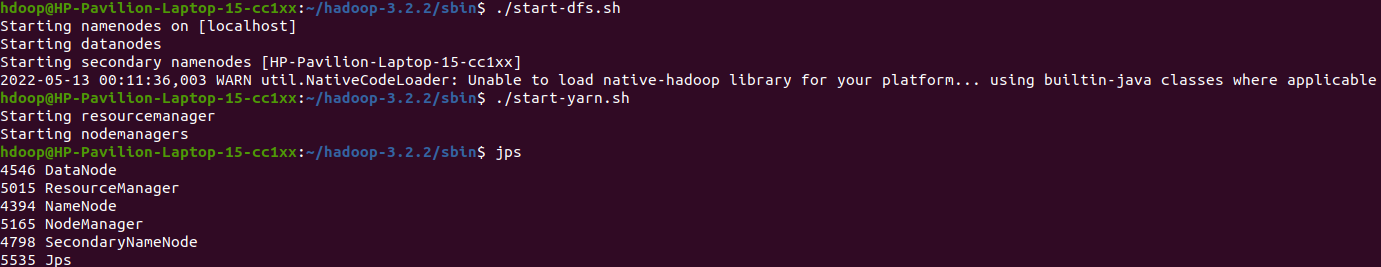 hdoop@HP-Pavilion-Laptop-15-cc1xx:~/hadoop-3.2.2/sbin$ ./start-dfs.sh
Starting namenodes on [localhost]
Starting datanodes
Starting secondary namenodes [HP-Pavilion-Laptop-15-cc1xx]
2022-05-13 00:11:36,003 WARN util.NativeCodeLoader: Unable to load native-hadoop library for your platform... using builtin-java classes where applicable
hdoop@HP-Pavilion-Laptop-15-cc1xx:~/hadoop-3.2.2/sbin$ ./start-yarn.sh
Starting resourcemanager
Starting nodemanagers
hdoop@HP-Pavilion-Laptop-15-cc1xx:~/hadoop-3.2.2/sbin$ jps
4546 DataNode
5015 ResourceManager
4394 NameNode
5165 NodeManager
4798 SecondaryNameNode
5535 Jps